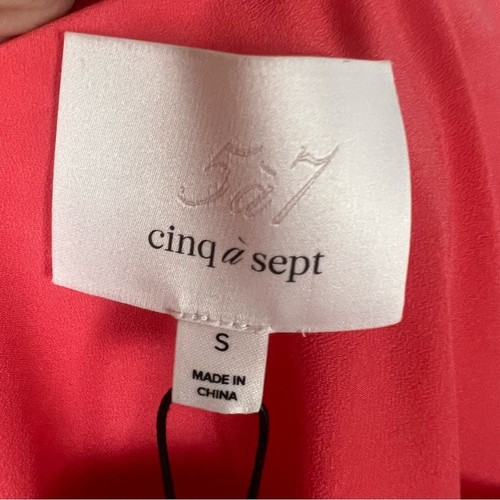 5à7
cinq à sept
S
MADE IN
CHINA